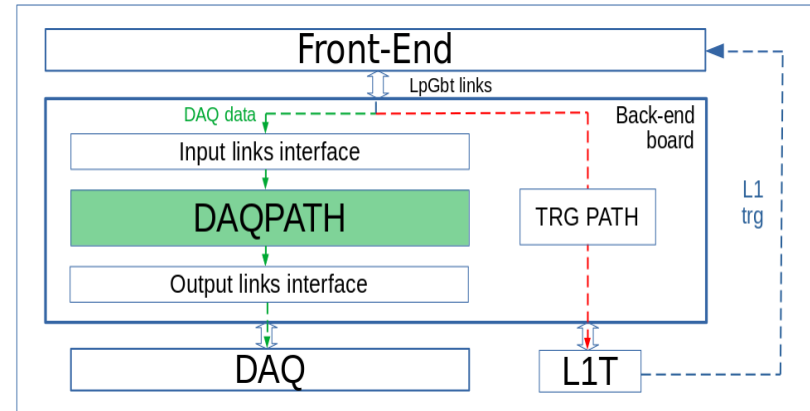 Front-End
LpGbt links
DAQ data
Back-end
board
Input links interface
DAQPATH
TRG PATH
L1
trg
Output links interface
DAQ
L1T